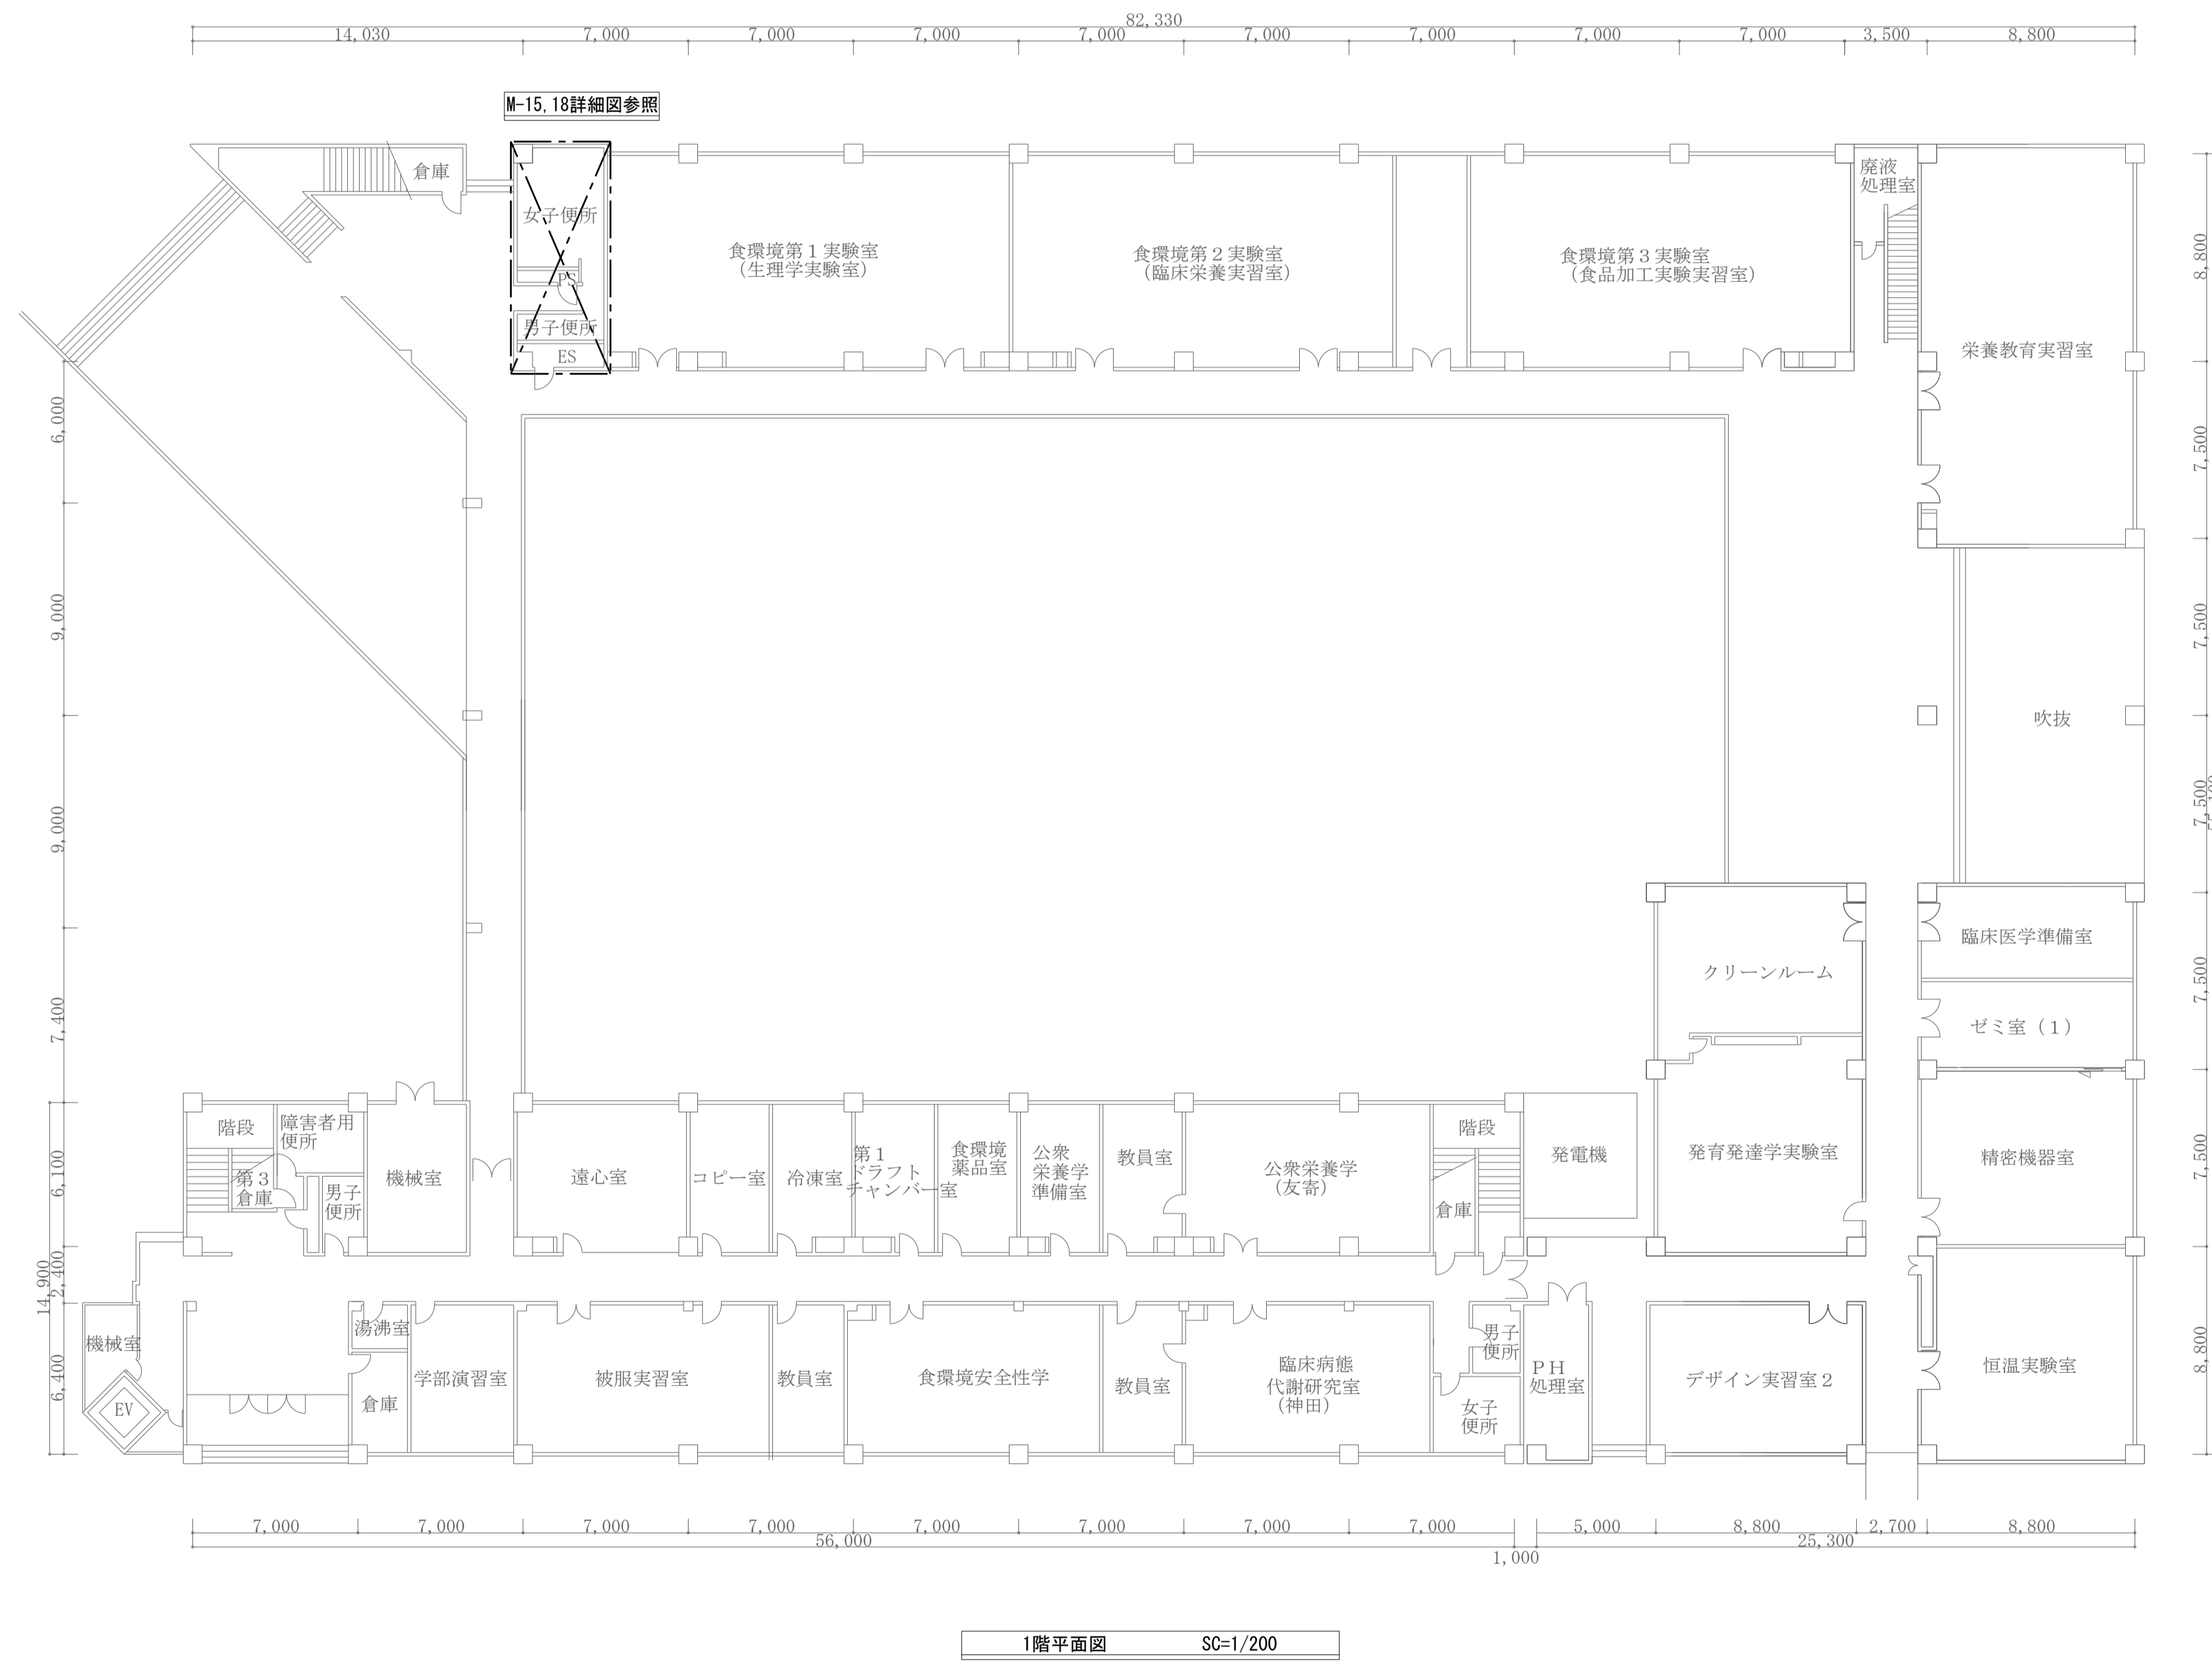 82,330
14,030
7,000
7,000
7,000
7,000
7,000
7,000
7,000
7,000
3,500
8,800
M-15,18詳細図参照
倉庫
女子便所
PS
男子便所
ES
食環境第１実験室
（生理学実験室）
食環境第２実験室
（臨床栄養実習室）
食環境第３実験室
（食品加工実験実習室）
廃液
処理室
栄養教育実習室
吹抜
クリーンルーム
臨床医学準備室
ゼミ室（１）
発育発達学実験室
精密機器室
恒温実験室
階段
障害者用
便所
第３
倉庫
男子
便所
機械室
遠心室
コピー室
冷凍室
第１
ドラフト
チャンバー室
食環境
薬品室
公衆
栄養学
準備室
教員室
公衆栄養学
（友寄）
階段
倉庫
発電機
機械室
EV
湯沸室
倉庫
学部演習室
被服実習室
教員室
食環境安全性学
教員室
臨床病態
代謝研究室
（神田）
男子
便所
女子
便所
ＰＨ
処理室
デザイン実習室２
6,000
9,000
9,000
7,400
6,100
2,400
14,900
6,400
8,800
7,500
7,500
7,500
7,500
7,500
8,800
7,000
7,000
7,000
7,000
7,000
7,000
7,000
7,000
5,000
8,800
2,700
8,800
56,000
25,300
1,000
1階平面図
SC=1/200